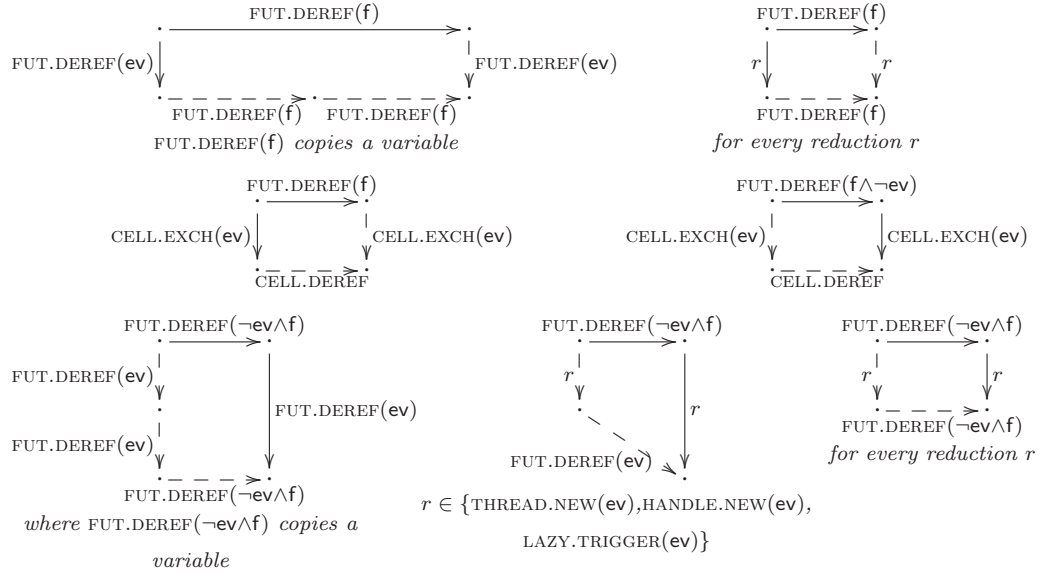 FUT.DEREF(f)
FUT.DEREF(ev)
FUT.DEREF(ev)
FUT.DEREF(f) FUT.DEREF(f)
FUT.DEREF(f) copies a variable
FUT.DEREF(f)
r r
FUT.DEREF(f)
for every reduction r
FUT.DEREF(f)
CELL.EXCH(ev) CELL.EXCH(ev)
CELL.DEREF
FUT.DEREF(f∧¬ev)
CELL.EXCH(ev) CELL.EXCH(ev)
CELL.DEREF
FUT.DEREF(¬ev∧f)
FUT.DEREF(ev)
FUT.DEREF(ev)
FUT.DEREF(ev)
FUT.DEREF(¬ev∧f)
where FUT.DEREF(¬ev∧f) copies a
variable
FUT.DEREF(¬ev∧f)
r r
FUT.DEREF(ev)
r ∈ {THREAD.NEW(ev),HANDLE.NEW(ev),
LAZY.TRIGGER(ev)}
FUT.DEREF(¬ev∧f)
r r
FUT.DEREF(¬ev∧f)
for every reduction r